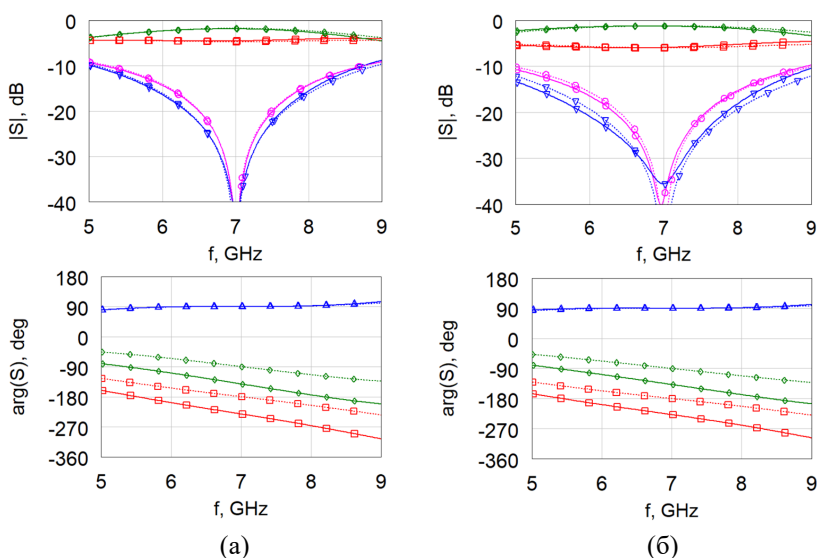 0
-10
-20
-30
-40
|S|, dB
5 6 7 8 9
f, GHz
180
90
0
-90
-180
-270
-360
arg(S), deg
5 6 7 8 9
f, GHz
(а)
0
-10
-20
-30
-40
|S|, dB
5 6 7 8 9
f, GHz
180
90
0
-90
-180
-270
-360
arg(S), deg
5 6 7 8 9
f, GHz
(б)